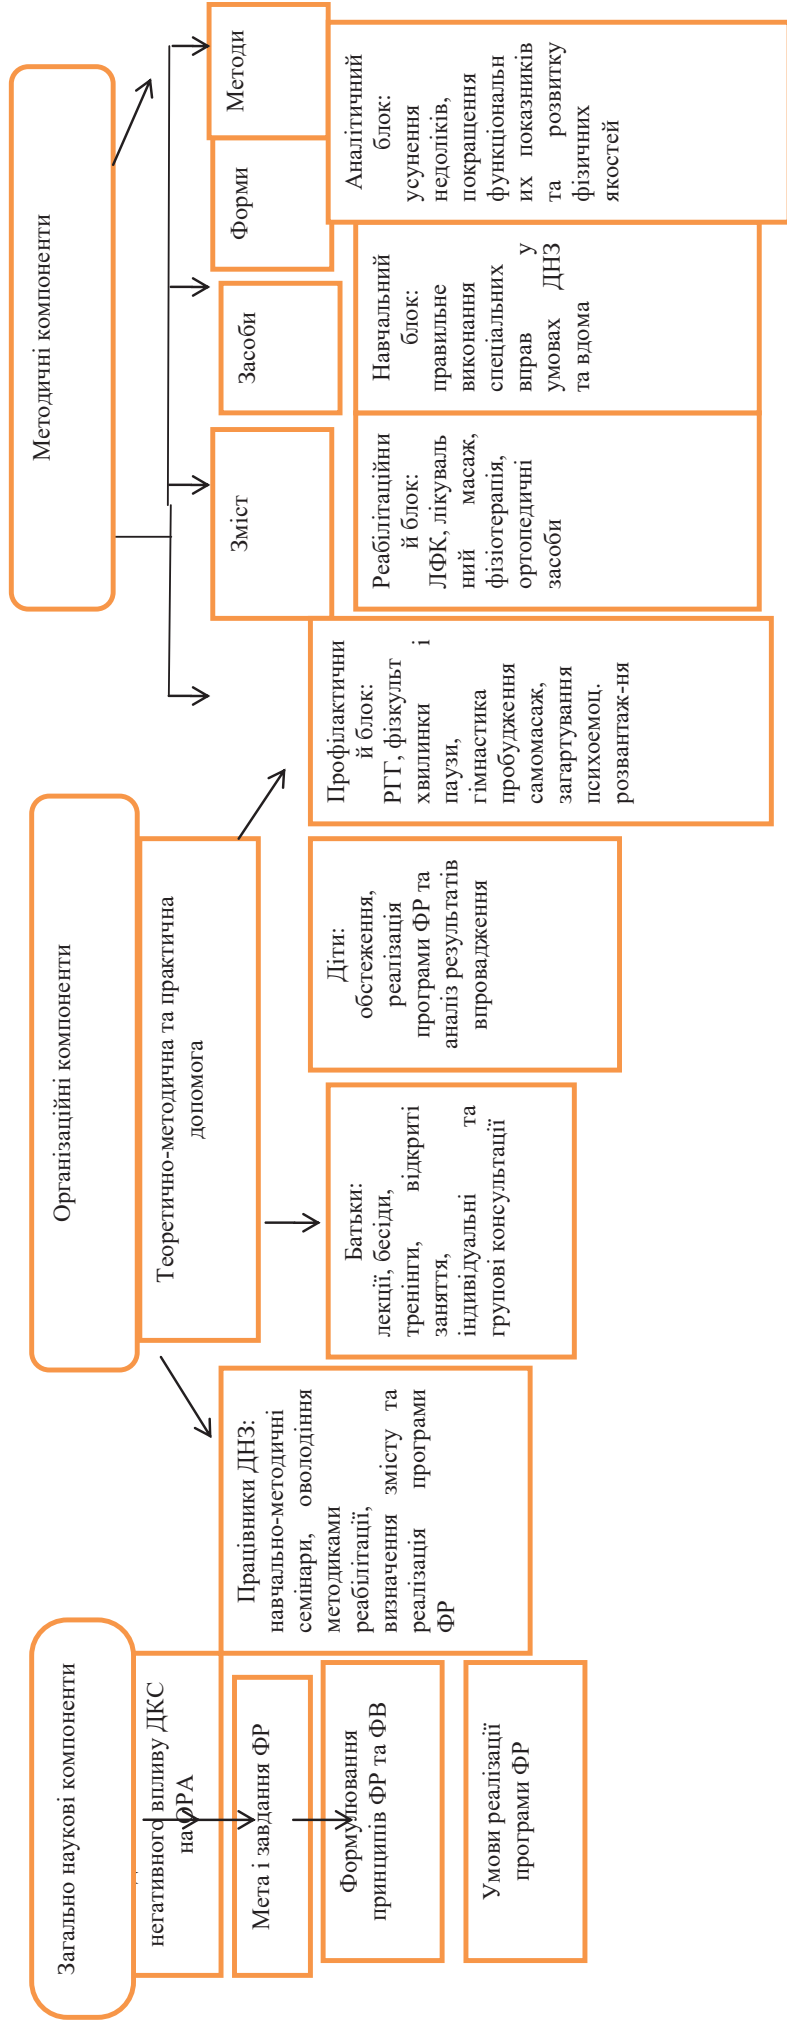 Загально наукові компоненти
негативного впливу ДКС
на ОРА
Мета і завдання ФР
Формулювання
принципів ФР та ФВ
Умови реалізації
програми ФР
Організаційні компоненти
Теоретично-методична та практична
допомога
Працівники ДНЗ:
навчально-методичні
семінари, оволодіння
методиками
реабілітації,
визначення змісту та
реалізація програми
ФР
Батьки:
лекції, бесіди,
тренінги, відкриті
заняття,
індивідуальні та
групові консультації
Діти:
обстеження,
реалізація
програми ФР та
аналіз результатів
впровадження
Методичні компоненти
Зміст
Засоби
Форми
Методи
Профілактични
й блок:
РГГ, фізкульт
хвилинки і
паузи,
гімнастика
пробудження
самомасаж,
загартування
психоемоц.
розвантаж-ня
Реабілітаційни
й блок:
ЛФК, лікуваль
ний масаж,
фізіотерапія,
ортопедичні
засоби
Навчальний
блок:
правильне
виконання
спеціальних
вправ у
умовах ДНЗ
та вдома
Аналітичний
блок:
усунення
недоліків,
покращення
функціональн
их показників
та розвитку
фізичних
якостей